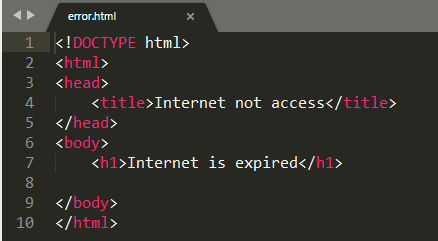 error.html ×
1 <!DOCTYPE html>
2 <html>
3 <head>
4     <title>Internet not access</title>
5 </head>
6 <body>
7     <h1>Internet is expired</h1>
8
9 </body>
10 </html>